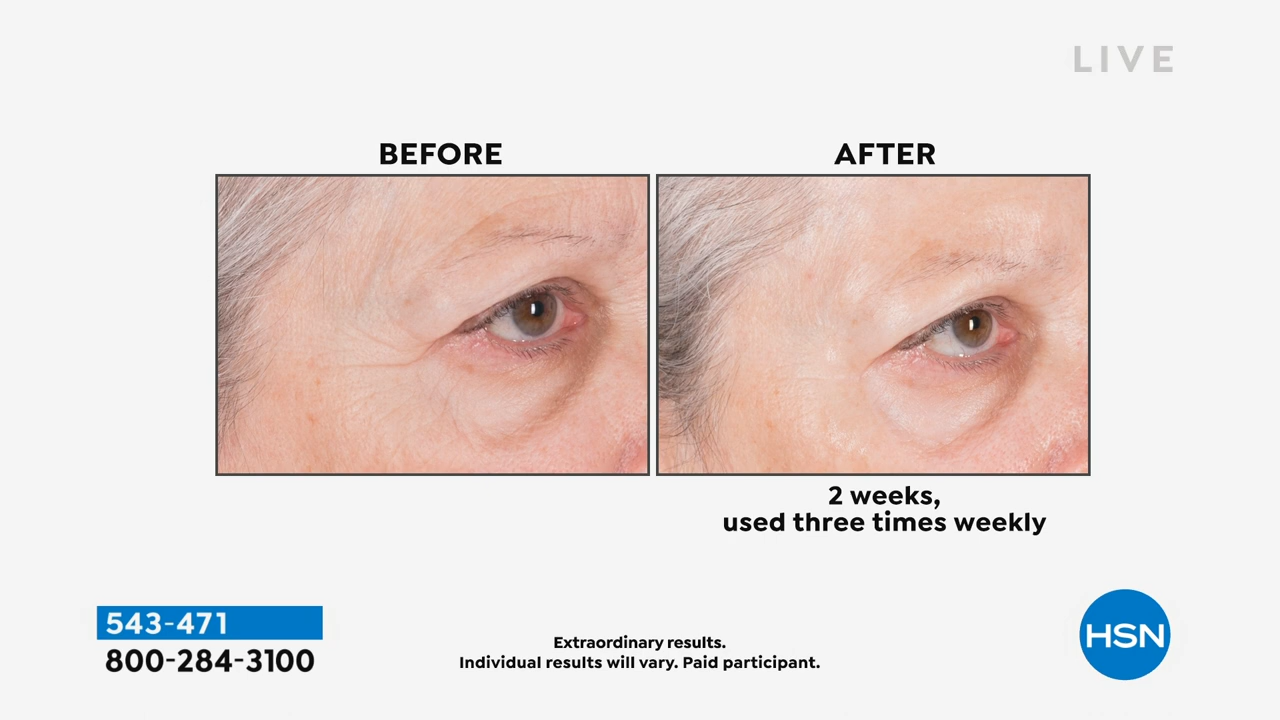 LIVE
BEFORE
AFTER
2 weeks,
used three times weekly
543-471
800-284-3100
Extraordinary results.
Individual results will vary. Paid participant.
HSN